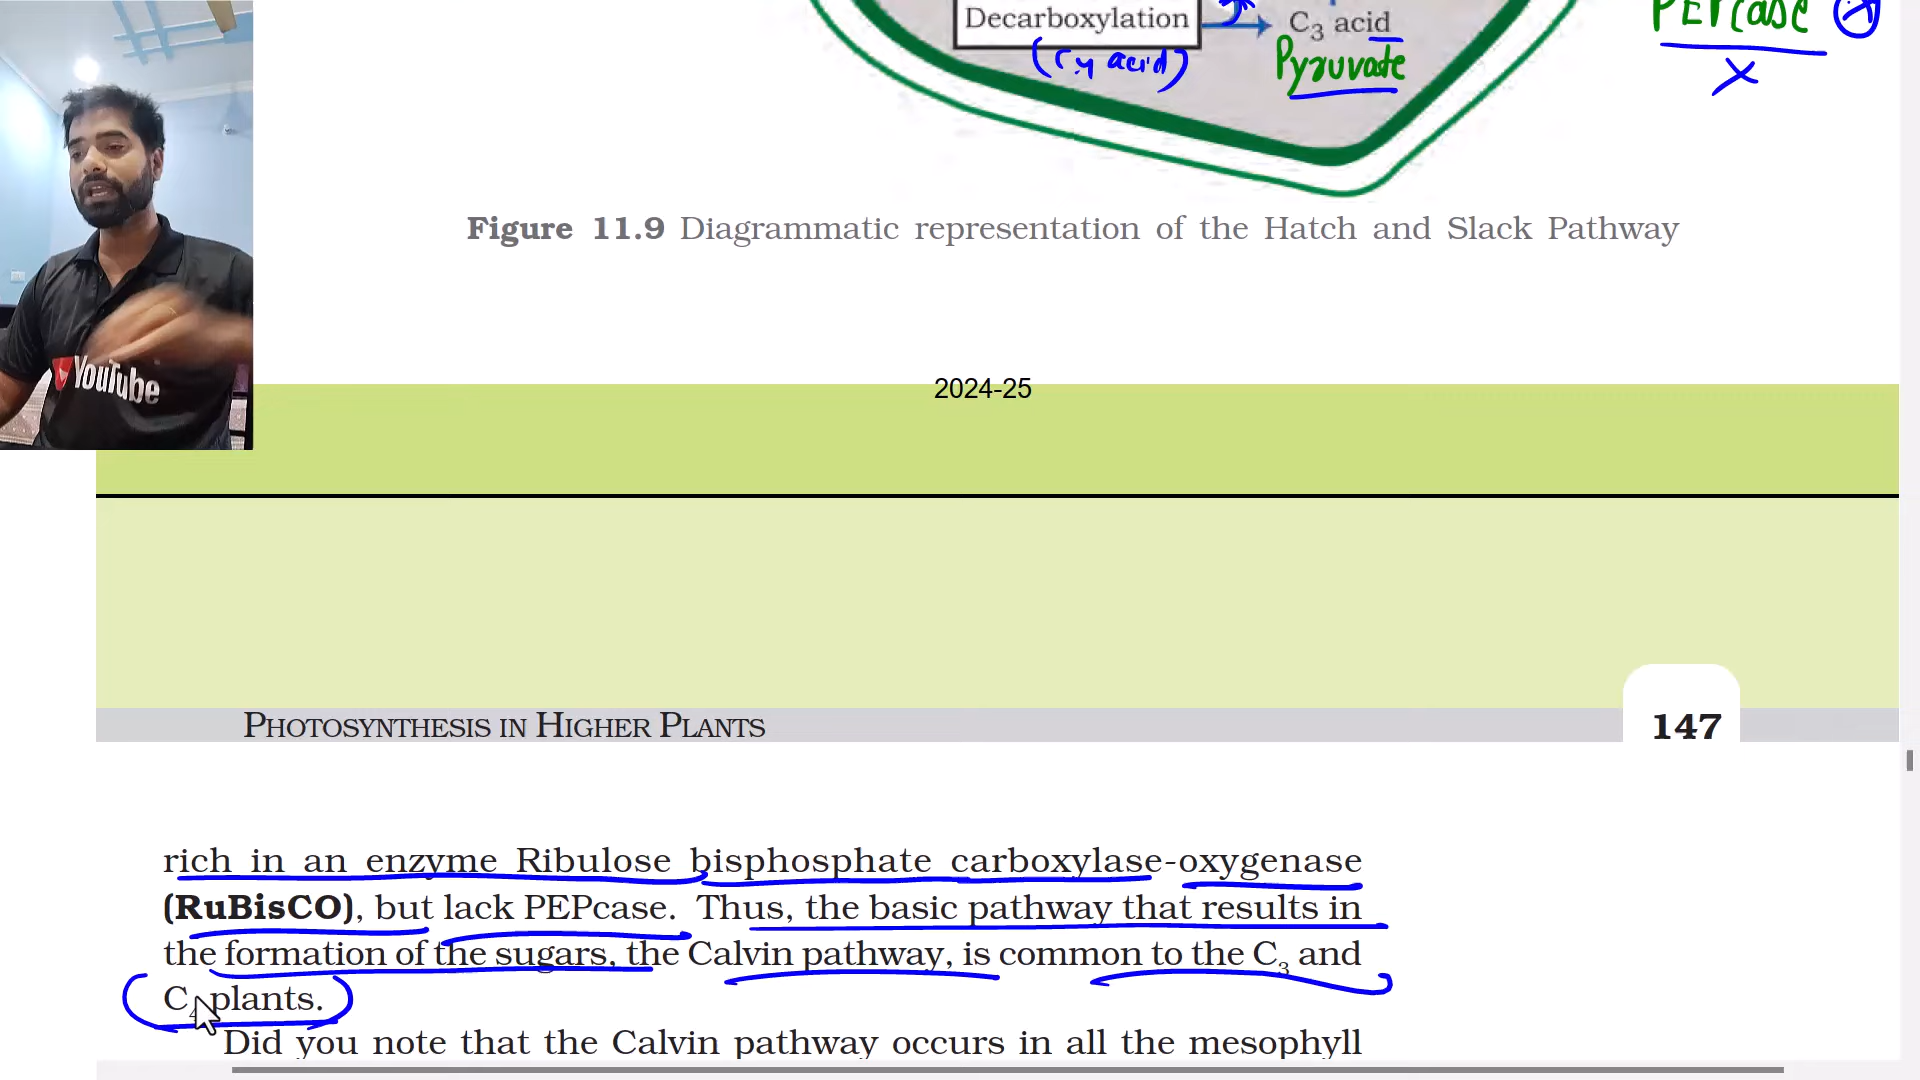 PEPcase
Decarboxylation
C3 acid
(C4 acid)
Pyruvate
Figure 11.9 Diagrammatic representation of the Hatch and Slack Pathway
YouTube
2024-25
PHOTOSYNTHESIS IN HIGHER PLANTS
147
rich in an enzyme Ribulose bisphosphate carboxylase-oxygenase
(RuBisCO), but lack PEPcase. Thus, the basic pathway that results in
the formation of the sugars, the Calvin pathway, is common to the C3 and
C4 plants.
Did you note that the Calvin pathway occurs in all the mesophyll